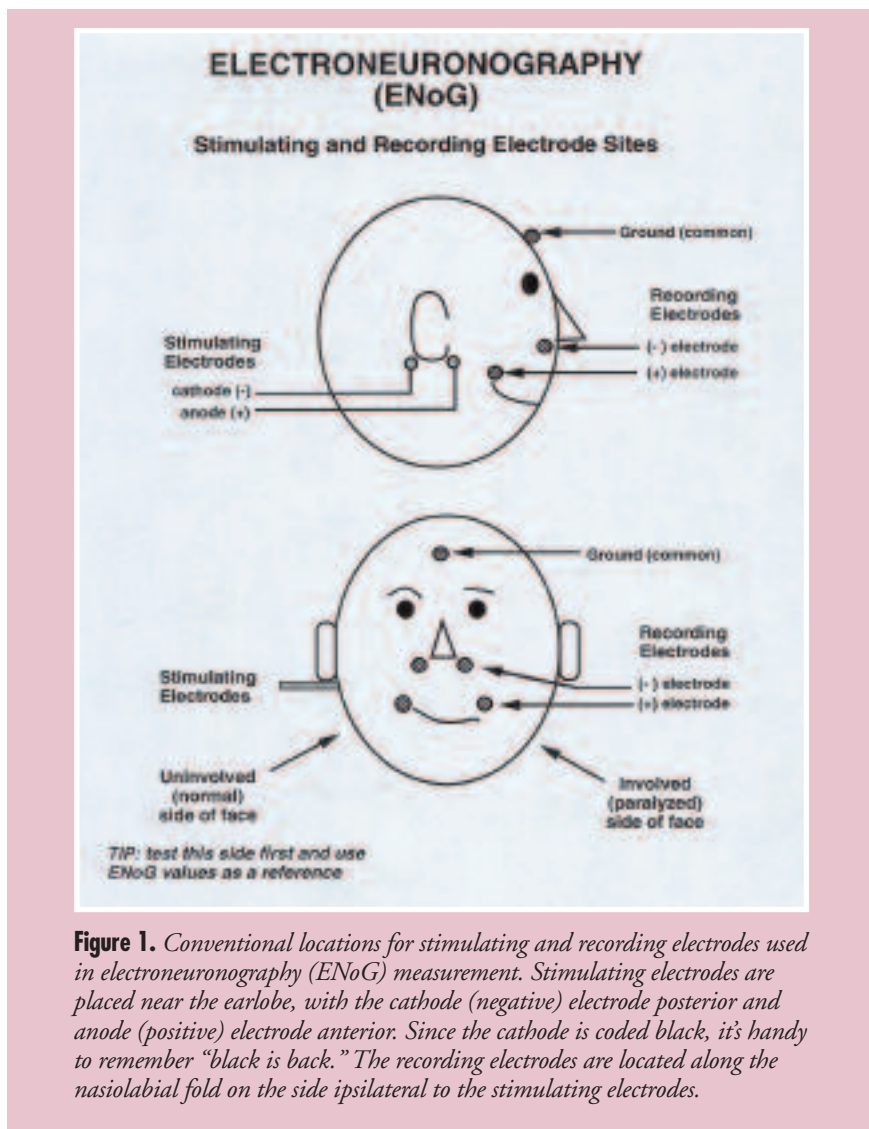 ELECTRONEURONOGRAPHY
(ENoG)
Stimulating and Recording Electrode Sites
Ground (common)
Recording
Electrodes
Stimulating
Electrodes
(-) electrode
(+) electrode
cathode (-)
anode (+)
Ground (common)
Recording
Electrodes
Stimulating
Electrodes
(-) electrode
(+) electrode
Uninvolved
(normal)
side of face
Involved
(paralyzed)
side of face
TIP: test this side first and use
ENoG values as a reference
Figure 1. Conventional locations for stimulating and recording electrodes used
in electroneuronography (ENoG) measurement. Stimulating electrodes are
placed near the earlobe, with the cathode (negative) electrode posterior and
anode (positive) electrode anterior. Since the cathode is coded black, it’s handy
to remember “black is back.” The recording electrodes are located along the
nasiolabial fold on the side ipsilateral to the stimulating electrodes.